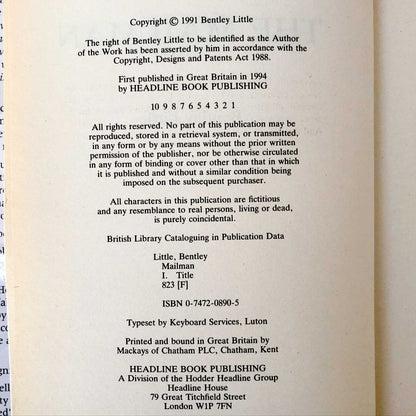 Copyright © 1991 Bentley Little
The right of Bentley Little to be identified as the Author
of the Work has been asserted by him in accordance with the
Copyright, Designs and Patents Act 1988.
First published in Great Britain in 1994
by HEADLINE BOOK PUBLISHING
10 9 8 7 6 5 4 3 2 1
All rights reserved. No part of this publication may be
reproduced, stored in a retrieval system, or transmitted,
in any form or by any means without the prior written
permission of the publisher, nor be otherwise circulated
in any form of binding or cover other than that in which
it is published and without a similar condition being
imposed on the subsequent purchaser.
All characters in this publication are fictitious
and any resemblance to real persons, living or dead,
is purely coincidental.
British Library Cataloguing in Publication Data
Little, Bentley
Mailman
I. Title
823 [F]
ISBN 0-7472-0890-5
Typeset by Keyboard Services, Luton
Printed and bound in Great Britain by
Mackays of Chatham PLC, Chatham, Kent
HEADLINE BOOK PUBLISHING
A Division of the Hodder Headline Group
Headline House
79 Great Titchfield Street
London W1P 7FN